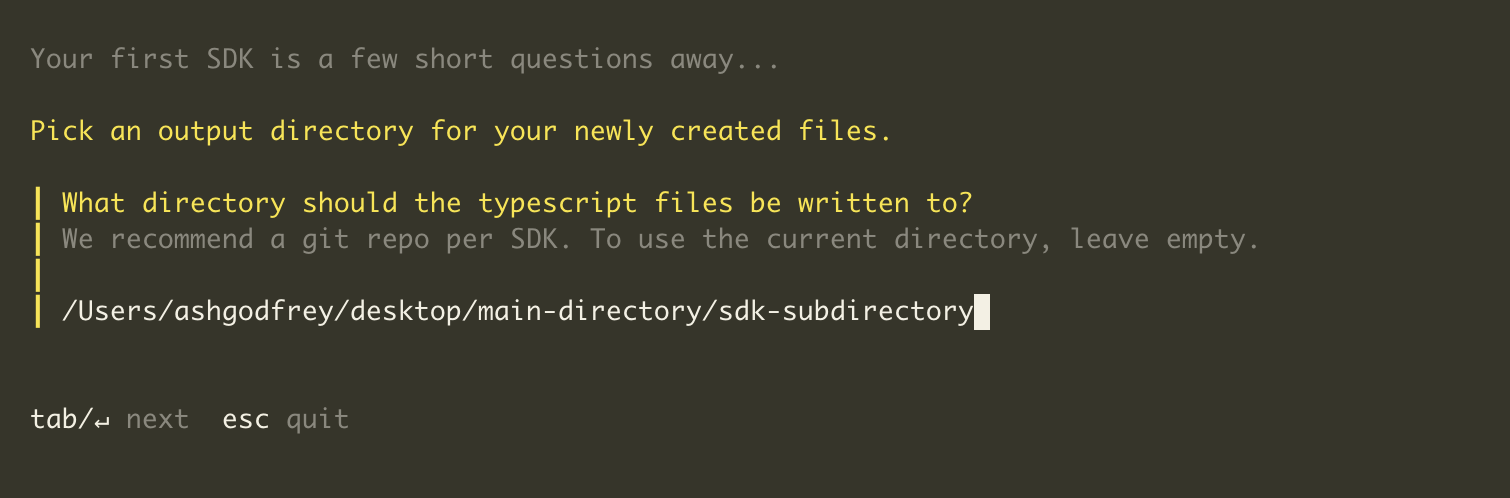 Your first SDK is a few short questions away...
Pick an output directory for your newly created files.
What directory should the typescript files be written to?
We recommend a git repo per SDK. To use the current directory, leave empty.
/Users/ashgodfrey/desktop/main-directory/sdk-subdirectory
tab/↵ next  esc quit